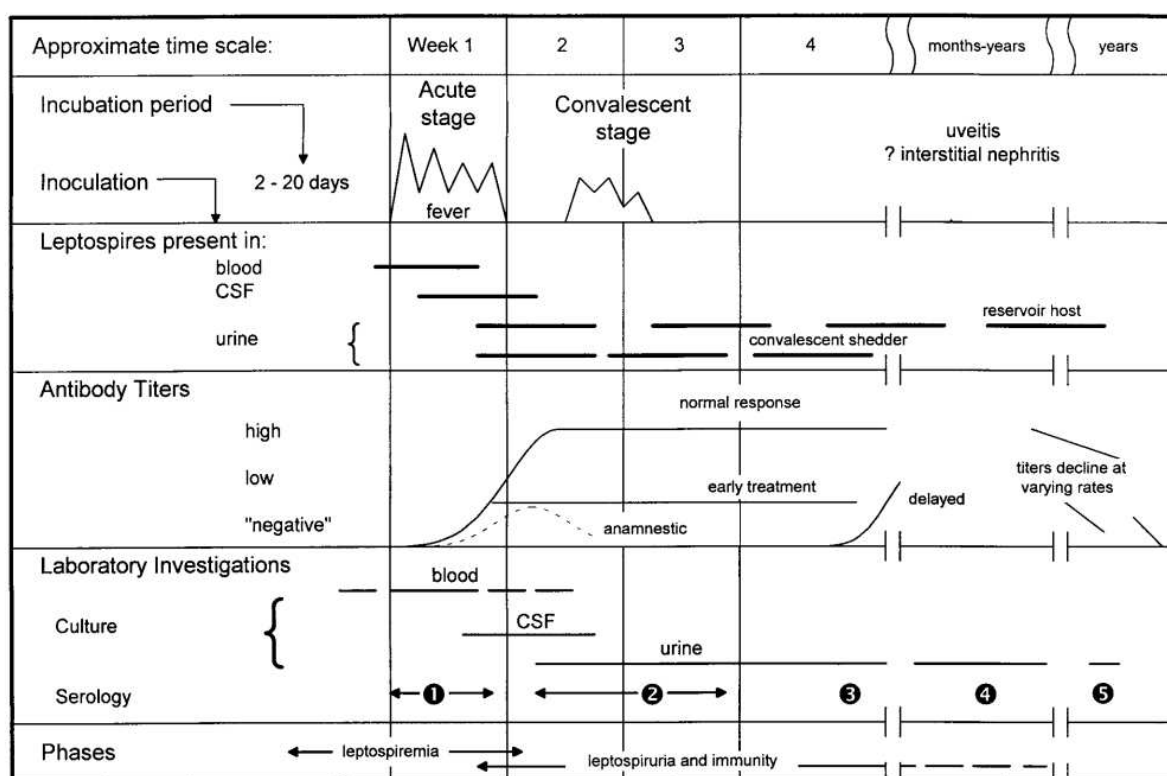 Approximate time scale: Week 1 2 3 4 months-years years
Incubation period
Acute
stage
Convalescent
stage
uveitis
? interstitial nephritis
Inoculation
2 - 20 days
fever
Leptospires present in:
blood
CSF
reservoir host
urine
{
convalescent shedder
Antibody Titers
normal response
high
low
early treatment
delayed
titers decline at
varying rates
"negative"
anamnestic
Laboratory Investigations
blood
Culture
{
CSF
urine
Serology ❶ ❷ ❸ ❹ ❺
Phases leptospiremia leptospiruria and immunity